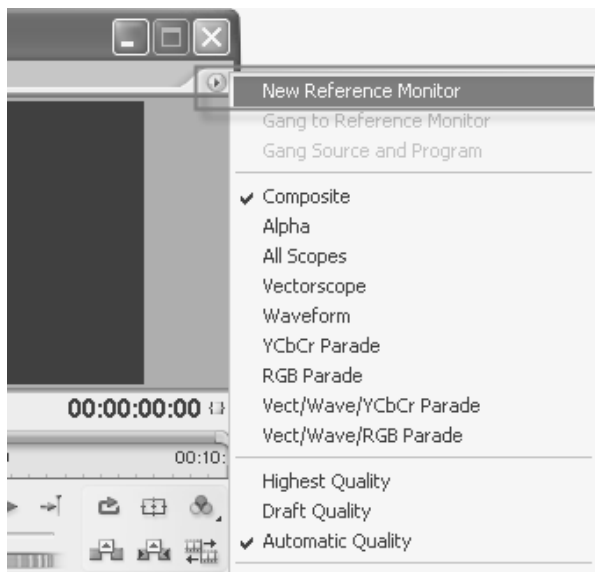 New Reference Monitor
Gang to Reference Monitor
Gang Source and Program
Composite
Alpha
All Scopes
Vectorscope
Waveform
YCbCr Parade
RGB Parade
00:00:00:00
Vect/Wave/YCbCr Parade
Vect/Wave/RGB Parade
00:10:
Highest Quality
Draft Quality
Automatic Quality